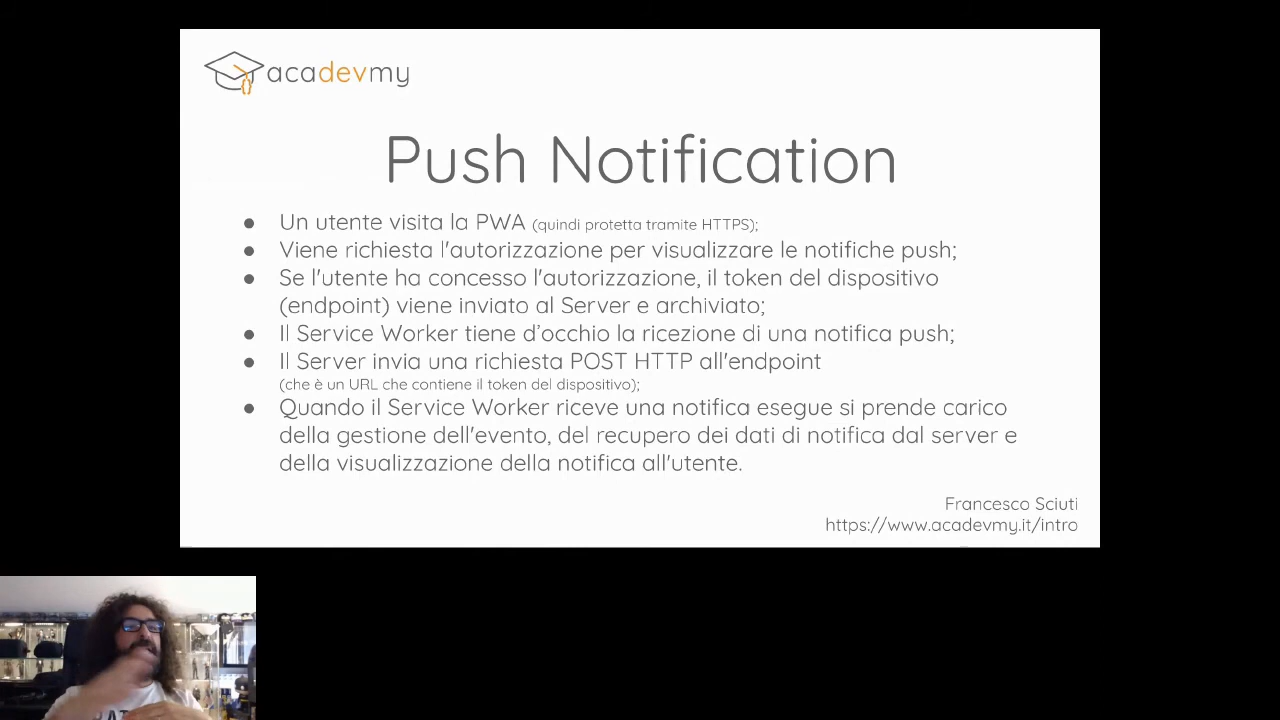 acadevmy
Push Notification
● Un utente visita la PWA (quindi protetta tramite HTTPS);
● Viene richiesta l'autorizzazione per visualizzare le notifiche push;
● Se l'utente ha concesso l'autorizzazione, il token del dispositivo
(endpoint) viene inviato al Server e archiviato;
● Il Service Worker tiene d’occhio la ricezione di una notifica push;
● Il Server invia una richiesta POST HTTP all'endpoint
(che è un URL che contiene il token del dispositivo);
● Quando il Service Worker riceve una notifica esegue si prende carico
della gestione dell'evento, del recupero dei dati di notifica dal server e
della visualizzazione della notifica all'utente.
Francesco Sciuti
https://www.acadevmy.it/intro